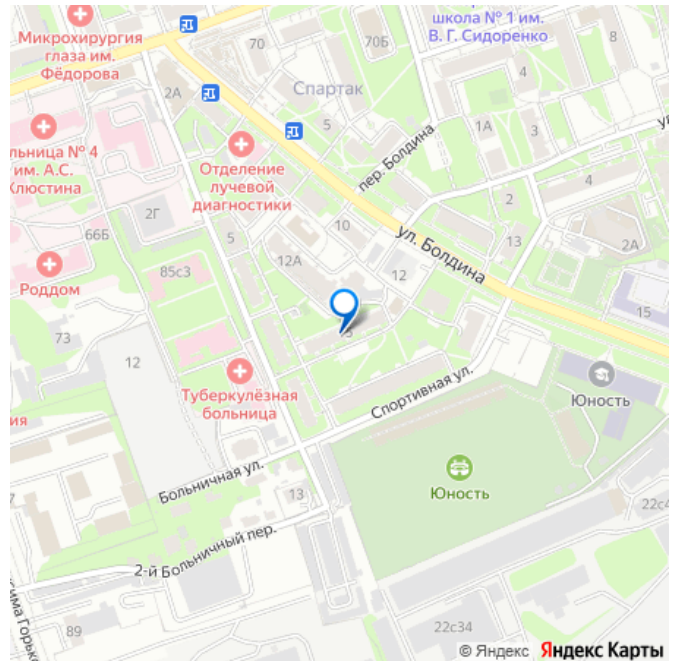 школа № 1 им.
В. Г. Сидоренко
Микрохирургия
глаза им.
Фёдорова
70
70Б
8
2А
Спартак
4
5
1А
3
льница № 4
им. А.С.
Клюстина
Отделение
лучевой
диагностики
пер. Болдина
4
2
2Г
10
66Б
5
ул. Болдина
13
2А
12А
12
85с3
Роддом
15
73
12
Туберкулёзная
больница
Спортивная ул.
Юность
ия
Больничная ул.
Юность
13
22с4
2-й Больничный пер.
89
22с34
© Яндекс Яндекс Карты